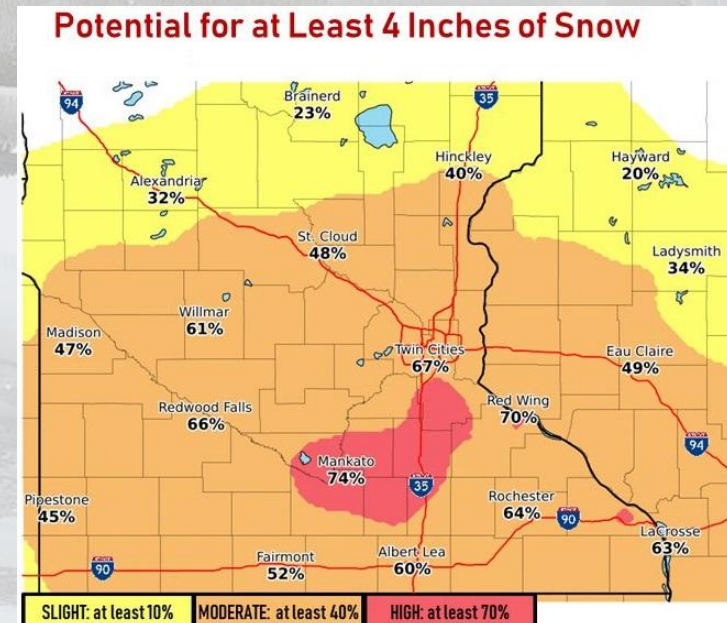 Potential for at Least 4 Inches of Snow
94
35
Brainerd
23%
Hinckley
40%
Hayward
20%
Alexandria
32%
St. Cloud
48%
Ladysmith
34%
Willmar
61%
Madison
47%
Twin Cities
67%
Eau Claire
49%
Redwood Falls
66%
Red Wing
70%
94
Mankato
74%
35
Pipestone
45%
Rochester
64%
90
LaCrosse
63%
Fairmont
52%
Albert Lea
60%
90
SLIGHT: at least 10%
MODERATE: at least 40%
HIGH: at least 70%